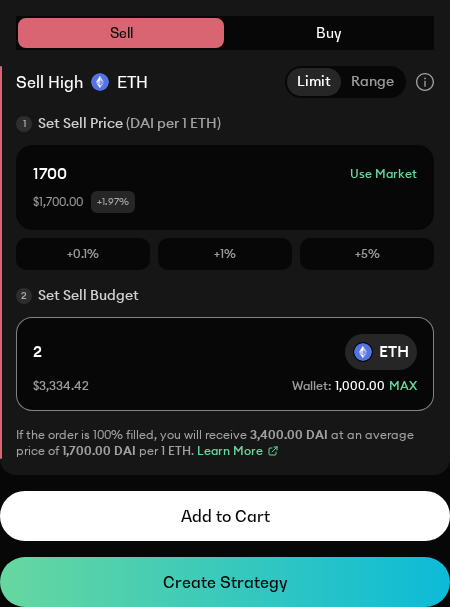 Sell Buy
Sell High ETH Limit Range
1 Set Sell Price (DAI per 1 ETH)
1700 Use Market
$1,700.00 +1.97%
+0.1% +1% +5%
2 Set Sell Budget
2 ETH
$3,334.42 Wallet: 1,000.00 MAX
If the order is 100% filled, you will receive 3,400.00 DAI at an average
price of 1,700.00 DAI per 1 ETH. Learn More
Add to Cart
Create Strategy